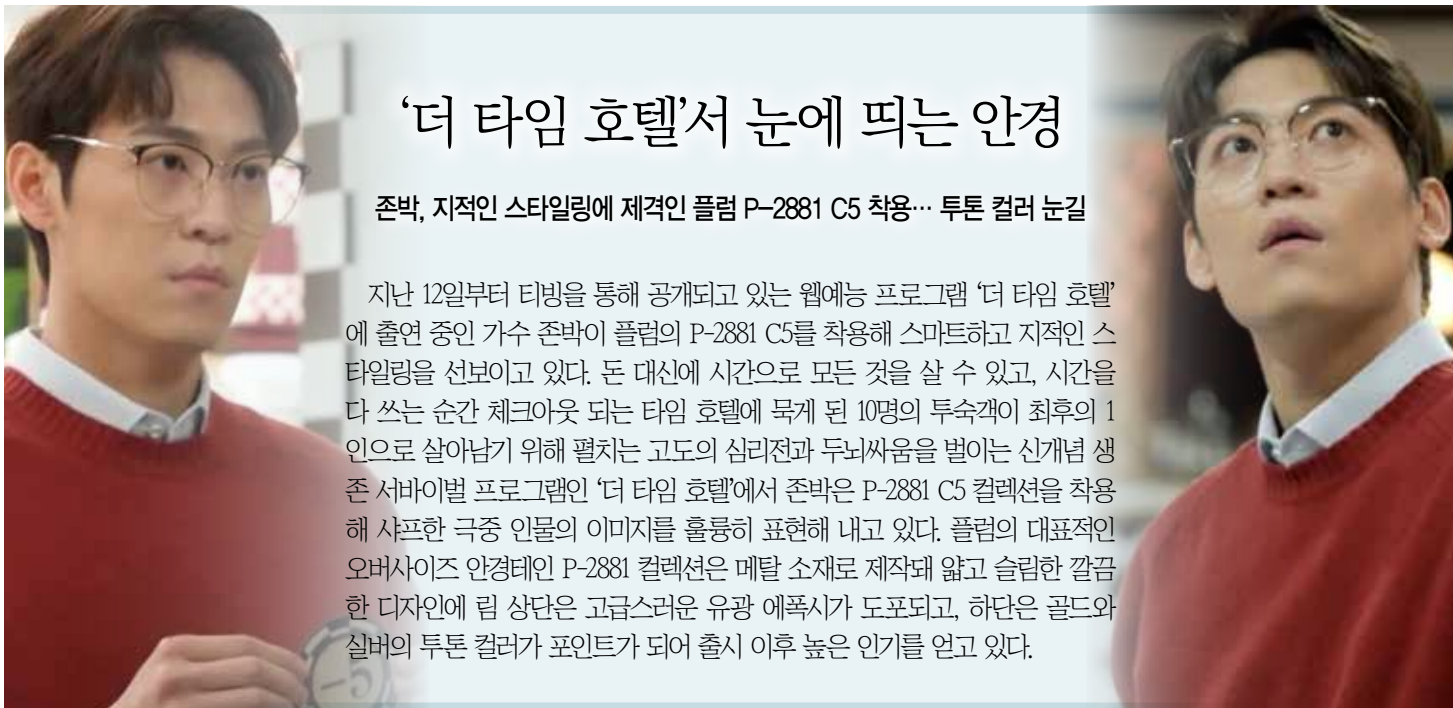 ‘더 타임 호텔’서 눈에 띄는 안경
존박, 지적인 스타일링에 제격인 플럼 P-2881 C5 착용… 투톤 컬러 눈길
지난 12일부터 티빙을 통해 공개되고 있는 웹예능 프로그램 ‘더 타임 호텔’
에 출연 중인 가수 존박이 플럼의 P-2881 C5를 착용해 스마트하고 지적인 스
타일링을 선보이고 있다. 돈 대신에 시간으로 모든 것을 살 수 있고, 시간을
다 쓰는 순간 체크아웃 되는 타임 호텔에 묵게 된 10명의 투숙객이 최후의 1
인으로 살아남기 위해 펼치는 고도의 심리전과 두뇌싸움을 벌이는 신개념 생
존 서바이벌 프로그램인 ‘더 타임 호텔’에서 존박은 P-2881 C5 컬렉션을 착용
해 샤프한 극중 인물의 이미지를 훌륭히 표현해 내고 있다. 플럼의 대표적인
오버사이즈 안경테인 P-2881 컬렉션은 메탈 소재로 제작돼 얇고 슬림한 깔끔
한 디자인에 림 상단은 고급스러운 유광 에폭시가 도포되고, 하단은 골드와
실버의 투톤 컬러가 포인트가 되어 출시 이후 높은 인기를 얻고 있다.
-5